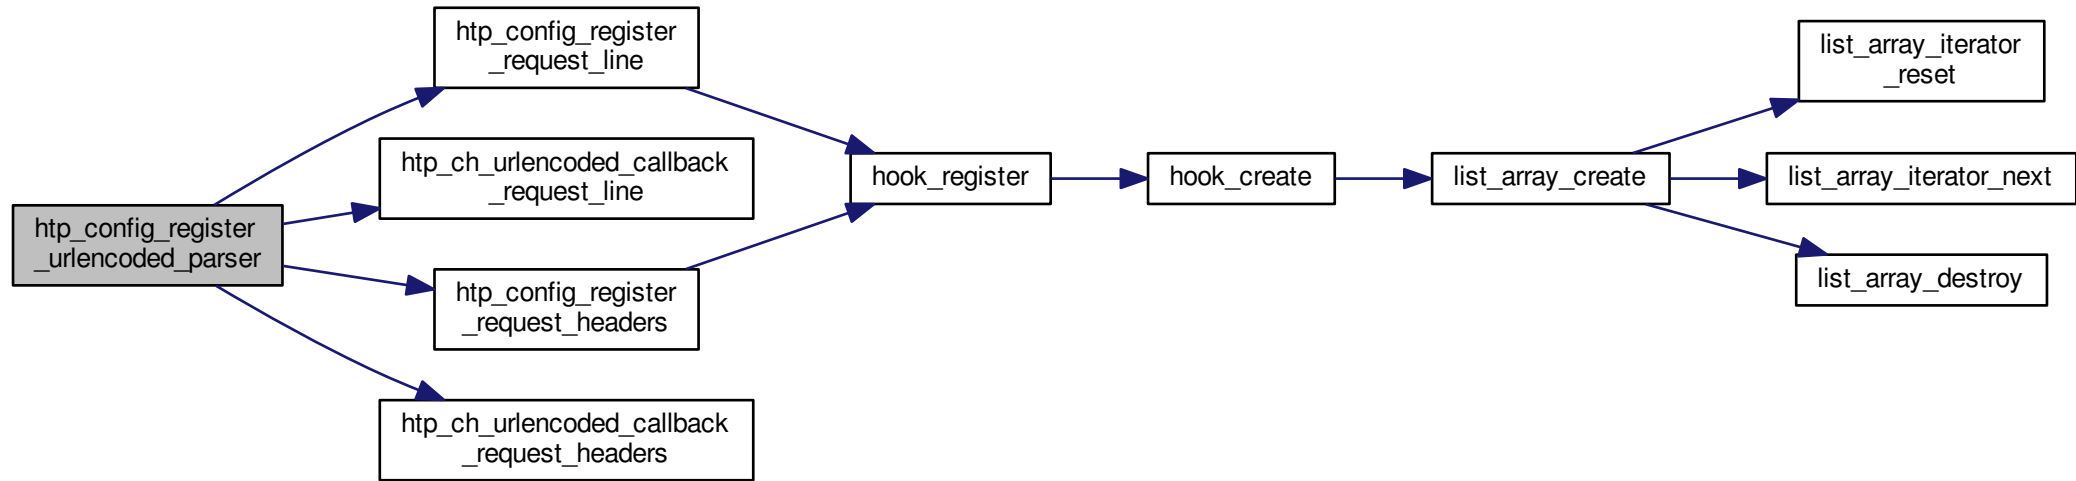 htp_config_register
_urlencoded_parser
htp_config_register
_request_line
htp_ch_urlencoded_callback
_request_line
htp_config_register
_request_headers
htp_ch_urlencoded_callback
_request_headers
hook_register
hook_create
list_array_create
list_array_iterator
_reset
list_array_iterator_next
list_array_destroy